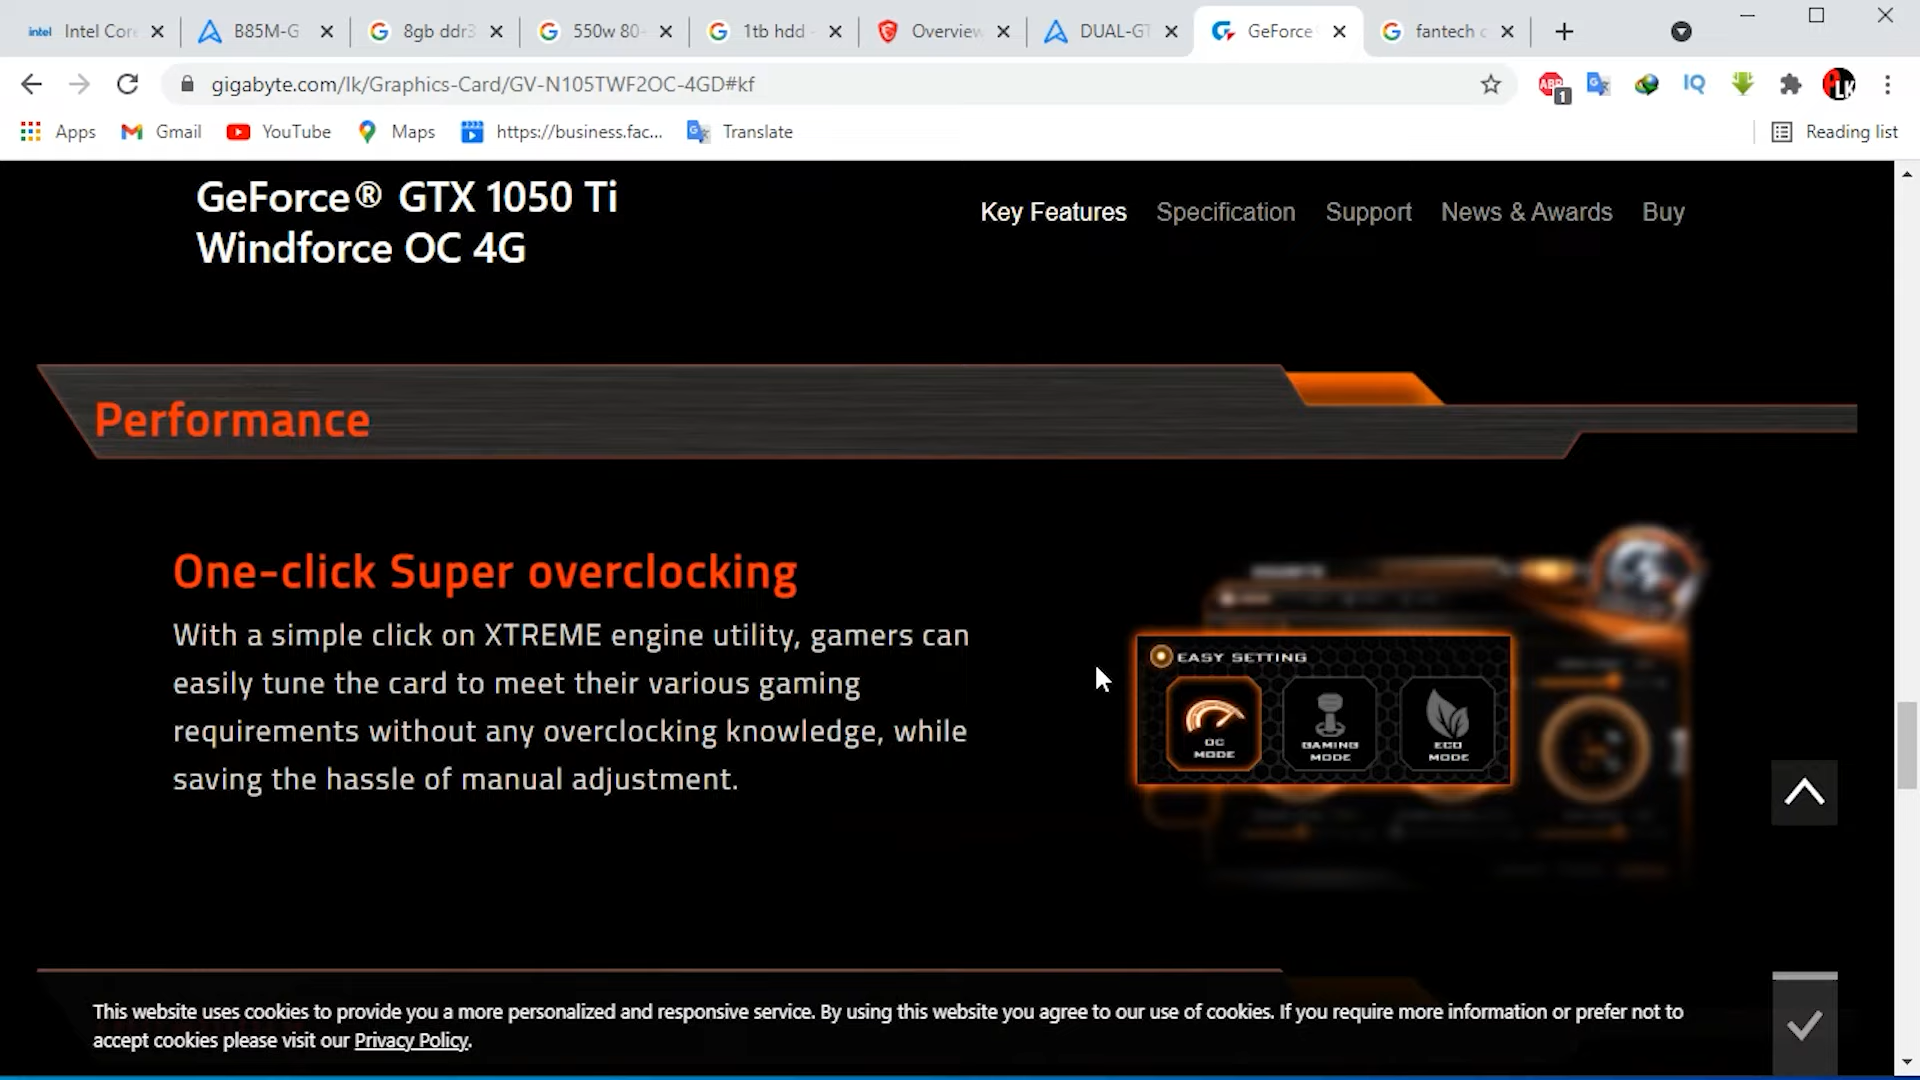 intel Intel Cor
B85M-G
8gb ddr3
550w 80-
1tb hdd -
Overview
DUAL-GT
GeForce
fantech c
gigabyte.com/lk/Graphics-Card/GV-N105TWF2OC-4GD#kf
ABP
1
IQ
LK
Apps
Gmail
YouTube
Maps
https://business.fac...
Translate
Reading list
GeForce® GTX 1050 Ti
Windforce OC 4G
Key Features
Specification
Support
News & Awards
Buy
Performance
One-click Super overclocking
With a simple click on XTREME engine utility, gamers can
easily tune the card to meet their various gaming
requirements without any overclocking knowledge, while
saving the hassle of manual adjustment.
EASY SETTING
OC
MODE
GAMING
MODE
ECO
MODE
This website uses cookies to provide you a more personalized and responsive service. By using this website you agree to our use of cookies. If you require more information or prefer not to
accept cookies please visit our Privacy Policy.